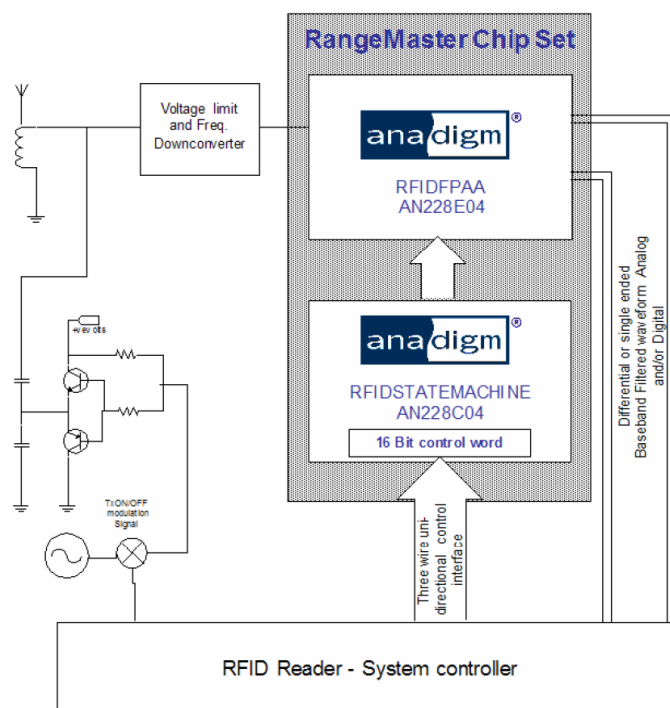 RangeMaster Chip Set
Voltage limit
and Freq.
Downconverter
anadigm®
RFIDFPAA
AN228E04
anadigm®
RFIDSTATEMACHINE
AN228C04
16 Bit control word
+ve volts
TxON/OFF
modulation
Signal
Three wire uni-
directional control
interface
Differential or single ended
Baseband Filtered waveform Analog
and/or Digital
RFID Reader - System controller